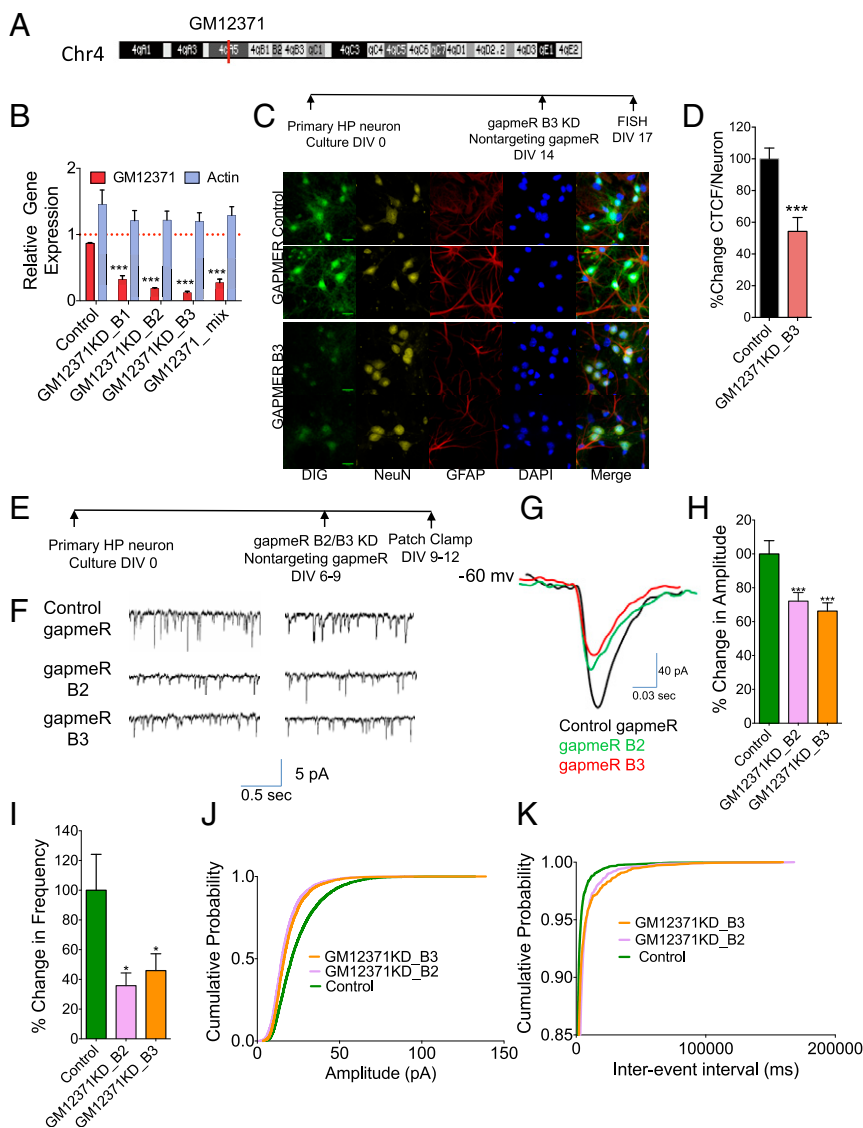 A
GM12371
Chr4
4qA1 4qA3 4qA5 4qB1 B2 4qB3 qC1 4qC3 qC4 4qC5 4qC6 qC7 4qD1 4qD2.2 4qD3 qE1 4qE2
B
GM12371 Actin
Relative Gene
Expression
2
1
0
*** *** *** ***
Control
GM12371KD_B1
GM12371KD_B2
GM12371KD_B3
GM12371_mix
C
Primary HP neuron
Culture DIV 0
gapmeR B3 KD
Nontargeting gapmeR
DIV 14
FISH
DIV 17
GAPMER Control
GAPMER B3
DIG NeuN GFAP DAPI Merge
D
%Change CTCF/Neuron
120
100
80
60
40
20
0
***
Control
GM12371KD_B3
E
Primary HP neuron
Culture DIV 0
gapmeR B2/B3 KD
Nontargeting gapmeR
DIV 6-9
Patch Clamp
DIV 9-12
F
Control
gapmeR
gapmeR
B2
gapmeR
B3
5 pA
0.5 sec
G
-60 mv
40 pA
0.03 sec
Control gapmeR
gapmeR B2
gapmeR B3
H
% Change in Amplitude
20
00
80
60
40
20
0
*** ***
Control
GM12371KD_B2
GM12371KD_B3
I
% Change in Frequency
140
120
100
80
60
40
20
0
* *
Control
GM12371KD_B2
GM12371KD_B3
J
Cumulative Probability
1.0
0.5
0.0
GM12371KD_B3
GM12371KD_B2
Control
0 50 100 150
Amplitude (pA)
K
Cumulative Probability
1.00
0.95
0.90
0.85
GM12371KD_B3
GM12371KD_B2
Control
0 100000 200000
Inter-event interval (ms)